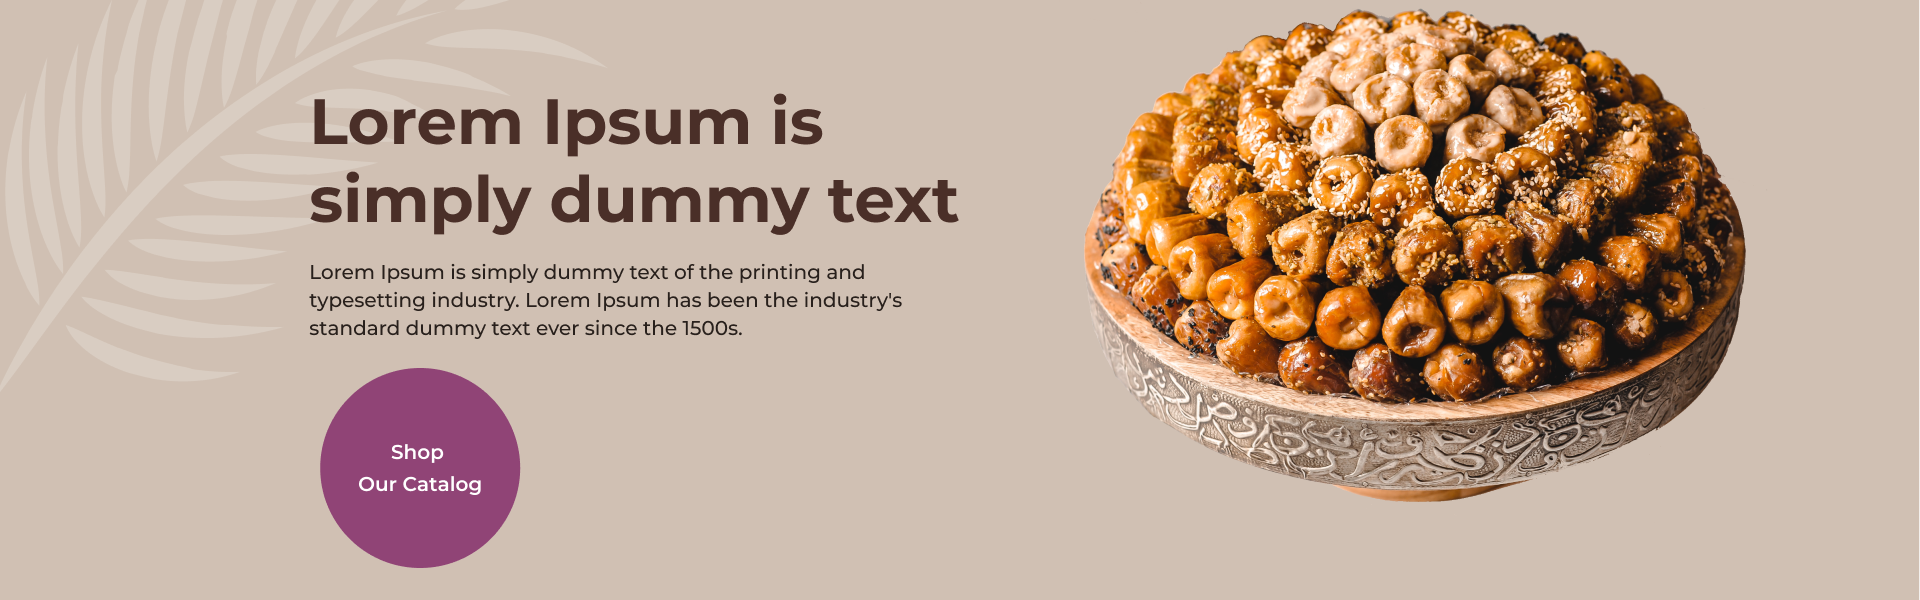 Lorem Ipsum is
simply dummy text
Lorem Ipsum is simply dummy text of the printing and
typesetting industry. Lorem Ipsum has been the industry's
standard dummy text ever since the 1500s.
Shop
Our Catalog